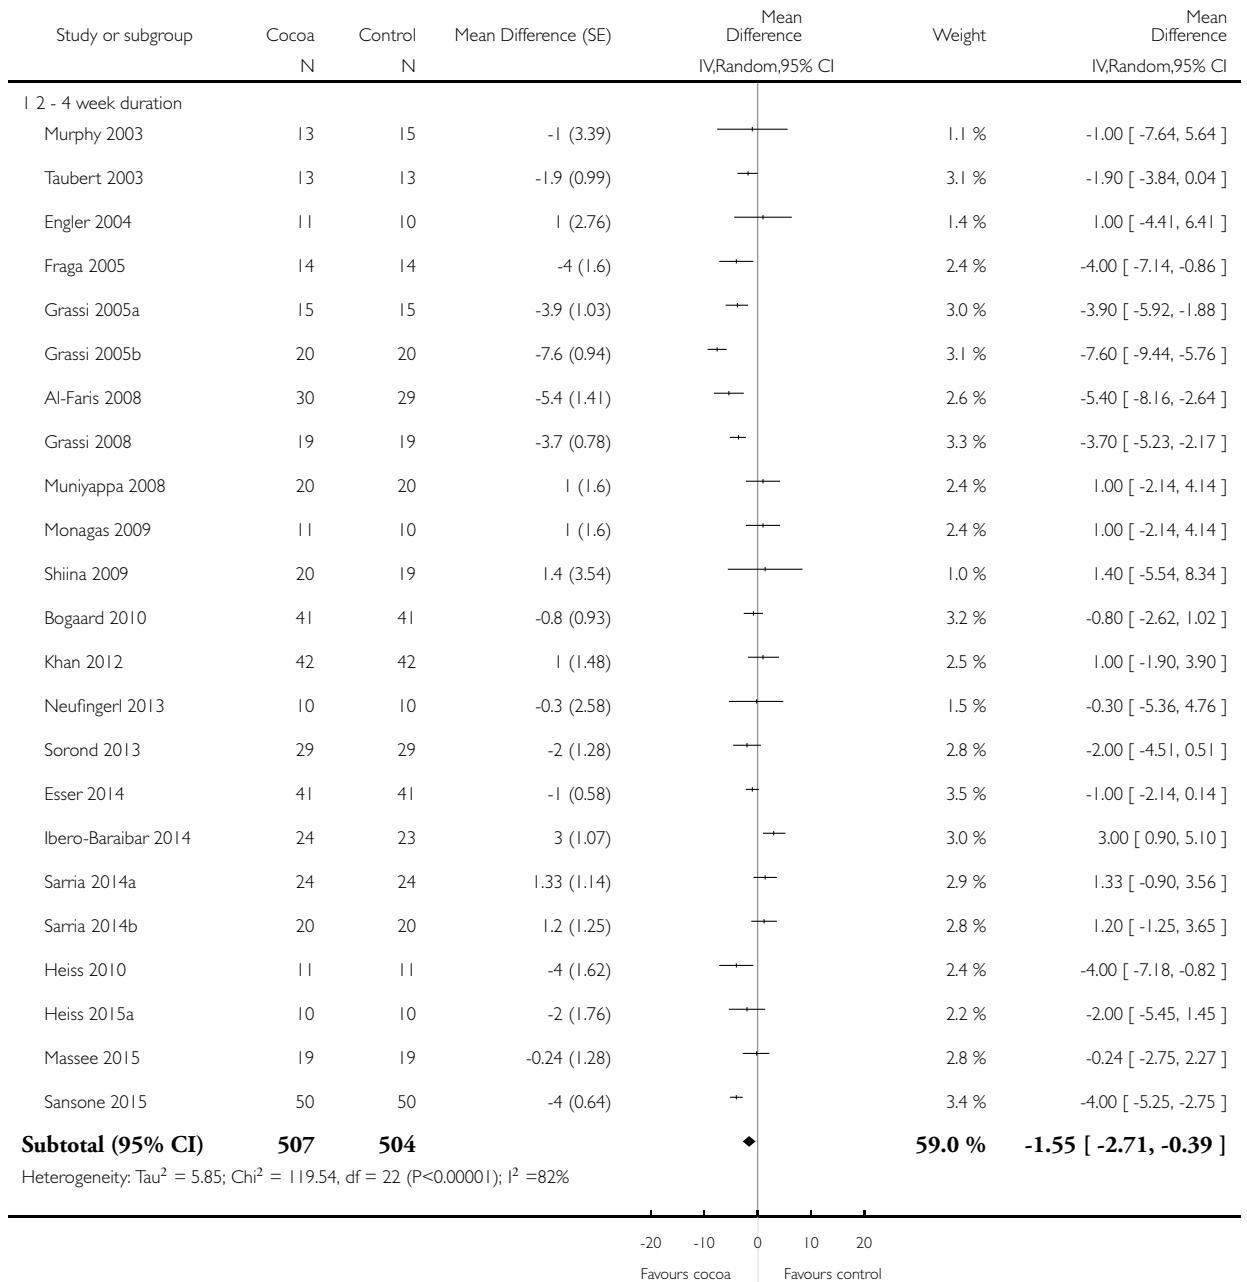 Study or subgroup Cocoa Control Mean Difference (SE) Mean Difference Weight Mean Difference
N N IV,Random,95% CI IV,Random,95% CI
1 2 - 4 week duration
Murphy 2003 13 15 -1 (3.39) 1.1 % -1.00 [ -7.64, 5.64 ]
Taubert 2003 13 13 -1.9 (0.99) 3.1 % -1.90 [ -3.84, 0.04 ]
Engler 2004 11 10 1 (2.76) 1.4 % 1.00 [ -4.41, 6.41 ]
Fraga 2005 14 14 -4 (1.6) 2.4 % -4.00 [ -7.14, -0.86 ]
Grassi 2005a 15 15 -3.9 (1.03) 3.0 % -3.90 [ -5.92, -1.88 ]
Grassi 2005b 20 20 -7.6 (0.94) 3.1 % -7.60 [ -9.44, -5.76 ]
Al-Faris 2008 30 29 -5.4 (1.41) 2.6 % -5.40 [ -8.16, -2.64 ]
Grassi 2008 19 19 -3.7 (0.78) 3.3 % -3.70 [ -5.23, -2.17 ]
Muniyappa 2008 20 20 1 (1.6) 2.4 % 1.00 [ -2.14, 4.14 ]
Monagas 2009 11 10 1 (1.6) 2.4 % 1.00 [ -2.14, 4.14 ]
Shiina 2009 20 19 1.4 (3.54) 1.0 % 1.40 [ -5.54, 8.34 ]
Bogaard 2010 41 41 -0.8 (0.93) 3.2 % -0.80 [ -2.62, 1.02 ]
Khan 2012 42 42 1 (1.48) 2.5 % 1.00 [ -1.90, 3.90 ]
Neufingerl 2013 10 10 -0.3 (2.58) 1.5 % -0.30 [ -5.36, 4.76 ]
Sorond 2013 29 29 -2 (1.28) 2.8 % -2.00 [ -4.51, 0.51 ]
Esser 2014 41 41 -1 (0.58) 3.5 % -1.00 [ -2.14, 0.14 ]
Ibero-Baraibar 2014 24 23 3 (1.07) 3.0 % 3.00 [ 0.90, 5.10 ]
Sarria 2014a 24 24 1.33 (1.14) 2.9 % 1.33 [ -0.90, 3.56 ]
Sarria 2014b 20 20 1.2 (1.25) 2.8 % 1.20 [ -1.25, 3.65 ]
Heiss 2010 11 11 -4 (1.62) 2.4 % -4.00 [ -7.18, -0.82 ]
Heiss 2015a 10 10 -2 (1.76) 2.2 % -2.00 [ -5.45, 1.45 ]
Massee 2015 19 19 -0.24 (1.28) 2.8 % -0.24 [ -2.75, 2.27 ]
Sansone 2015 50 50 -4 (0.64) 3.4 % -4.00 [ -5.25, -2.75 ]
Subtotal (95% CI) 507 504 59.0 % -1.55 [ -2.71, -0.39 ]
Heterogeneity: Tau² = 5.85; Chi² = 119.54, df = 22 (P<0.00001); I² =82%
-20 -10 0 10 20
Favours cocoa Favours control